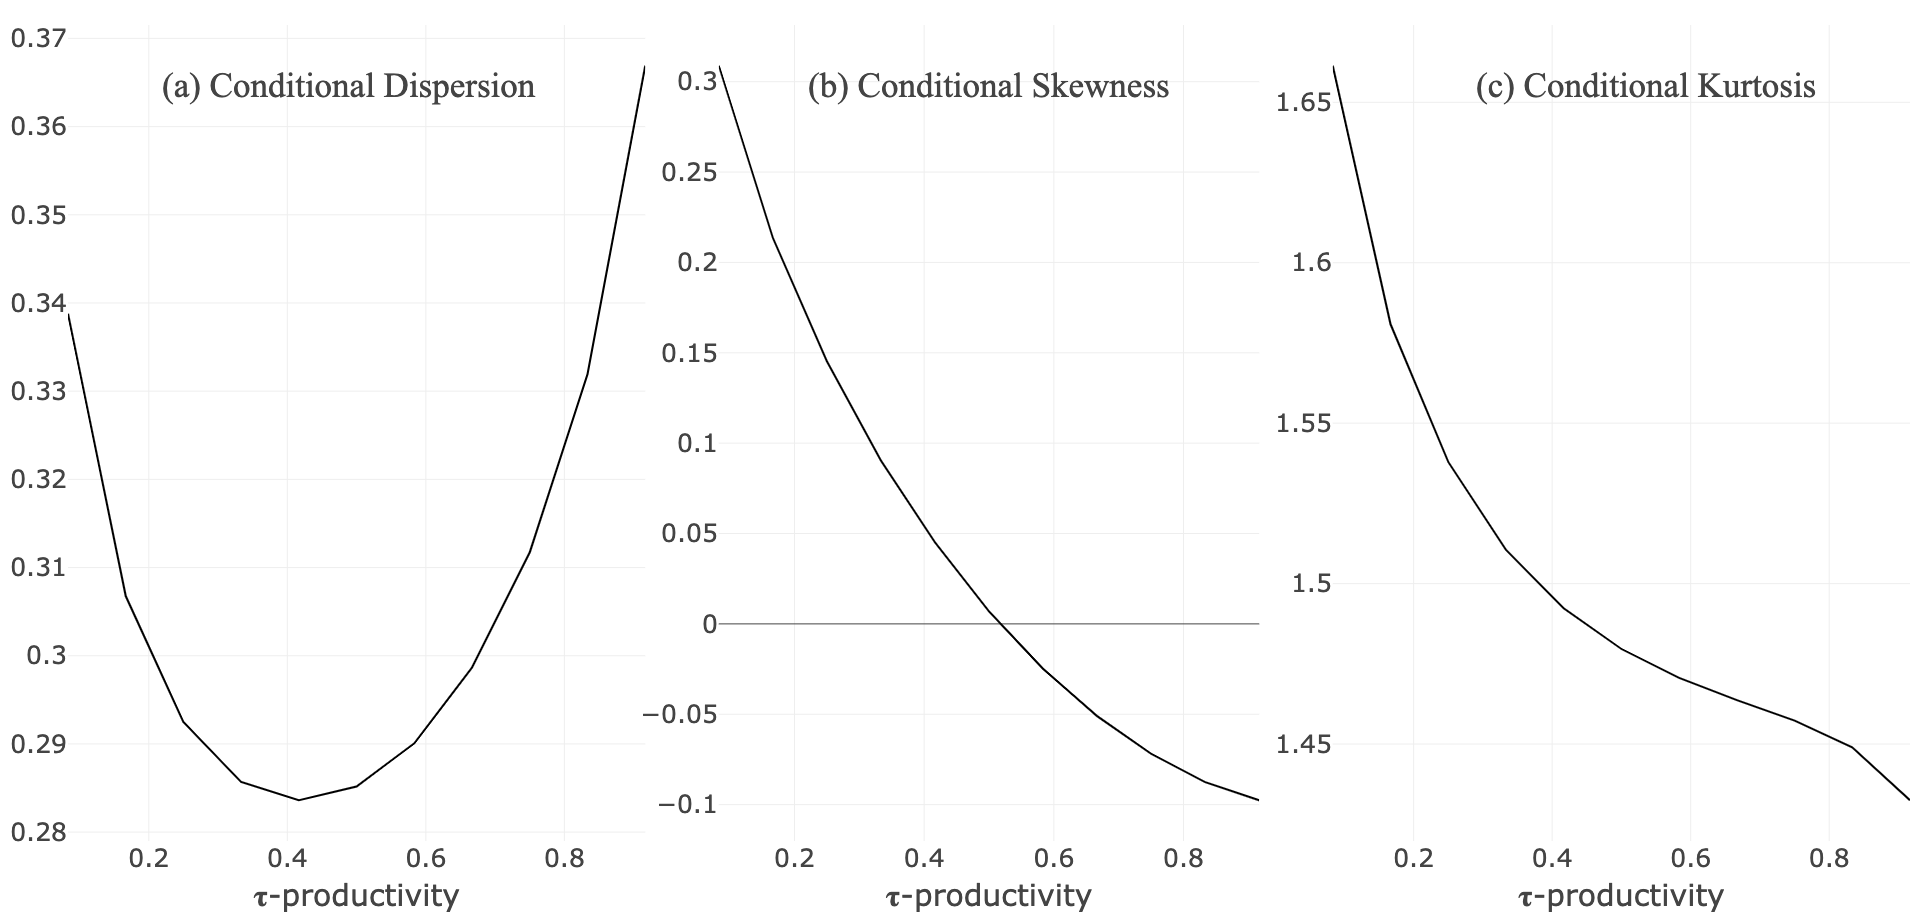 (a) Conditional Dispersion
0.37
0.36
0.35
0.34
0.33
0.32
0.31
0.3
0.29
0.28
0.2 0.4 0.6 0.8
τ-productivity
(b) Conditional Skewness
0.3
0.25
0.2
0.15
0.1
0.05
0
−0.05
−0.1
0.2 0.4 0.6 0.8
τ-productivity
(c) Conditional Kurtosis
1.65
1.6
1.55
1.5
1.45
0.2 0.4 0.6 0.8
τ-productivity